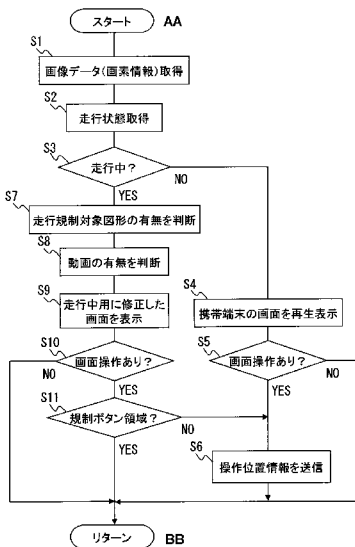 スタート AA
S1
画像データ(画素情報)取得
S2
走行状態取得
S3
走行中?
NO
YES
S7
走行規制対象図形の有無を判断
S8
動画の有無を判断
S9
走行中用に修正した
画面を表示
S4
携帯端末の画面を再生表示
S10
画面操作あり?
NO
YES
S5
画面操作あり?
NO
YES
S11
規制ボタン領域?
NO
YES
S6
操作位置情報を送信
リターン BB